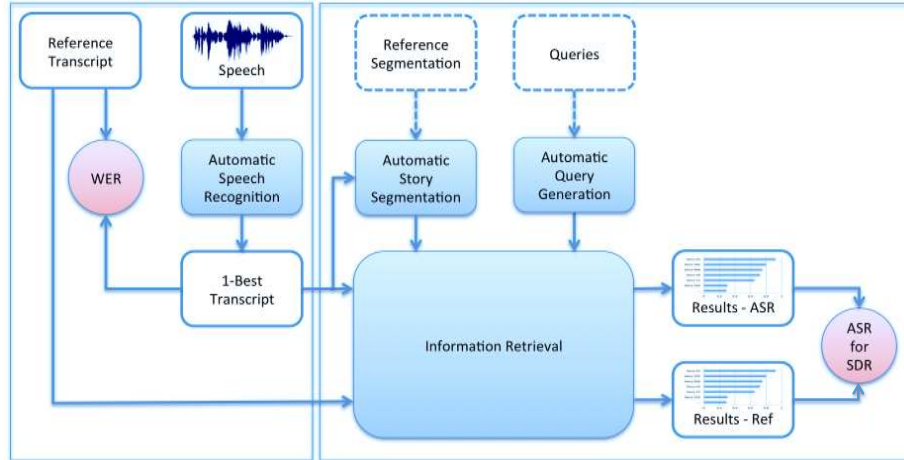 Reference
Transcript
Speech
Reference
Segmentation
Queries
WER
Automatic
Speech
Recognition
Automatic
Story
Segmentation
Automatic
Query
Generation
1-Best
Transcript
Information Retrieval
Results - ASR
ASR
for
SDR
Results - Ref